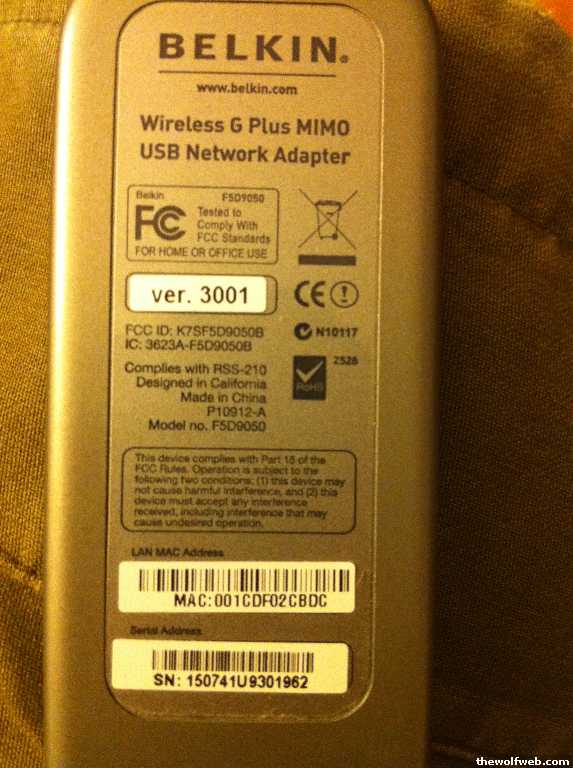 BELKIN®
www.belkin.com
Wireless G Plus MIMO
USB Network Adapter
Belkin F5D9050
FC Tested to
Comply With
FCC Standards
FOR HOME OR OFFICE USE
ver. 3001
CE
FCC ID: K7SF5D9050B
N10117
IC: 3623A-F5D9050B
Complies with RSS-210
2528
RoHS
Designed in California
Made in China
P10912-A
Model no. F5D9050
This device complies with Part 15 of the
FCC Rules. Operation is subject to the
following two conditions: (1) this device may
not cause harmful interference, and (2) this
device must accept any interference
received, including interference that may
cause undesired operation.
LAN MAC Address
MAC:001CDF02CBDC
Serial Address
SN: 150741U9301962
thewolfweb.com